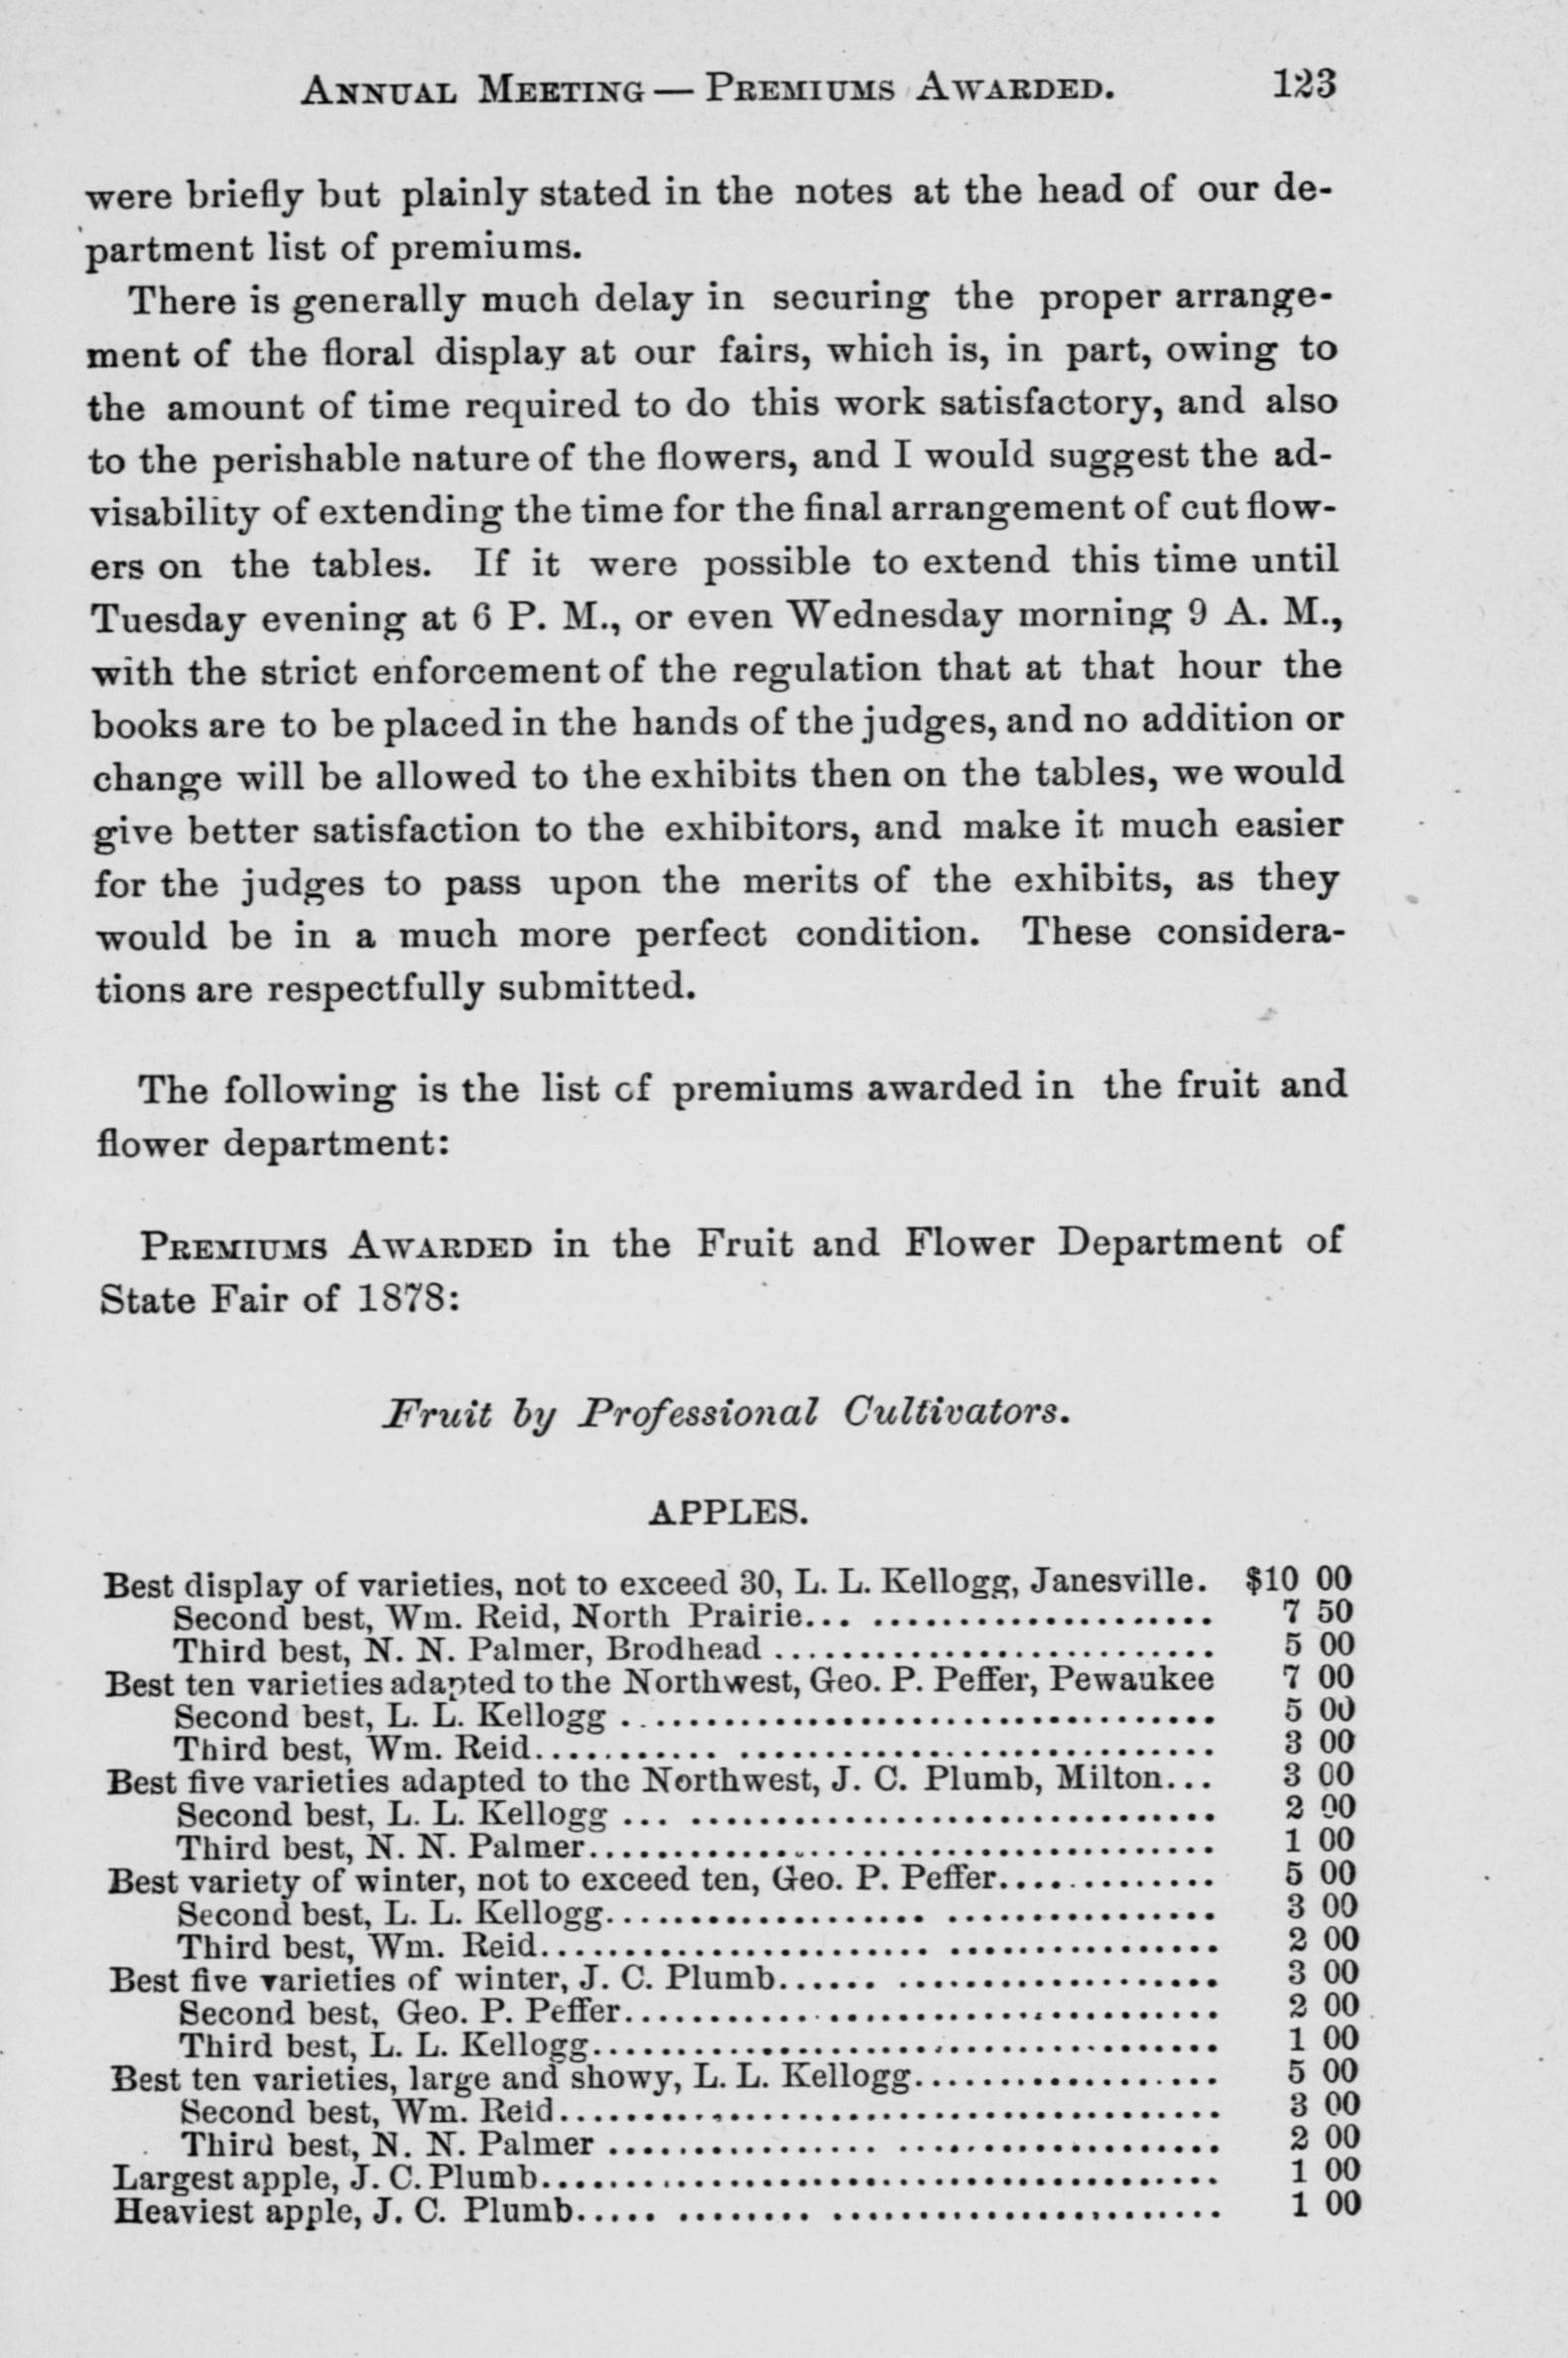 ANNUAL MEETING — PREMIUMS AWARDED. 123
were briefly but plainly stated in the notes at the head of our de-
partment list of premiums.
There is generally much delay in securing the proper arrange-
ment of the floral display at our fairs, which is, in part, owing to
the amount of time required to do this work satisfactory, and also
to the perishable nature of the flowers, and I would suggest the ad-
visability of extending the time for the final arrangement of cut flow-
ers on the tables. If it were possible to extend this time until
Tuesday evening at 6 P. M., or even Wednesday morning 9 A. M.,
with the strict enforcement of the regulation that at that hour the
books are to be placed in the hands of the judges, and no addition or
change will be allowed to the exhibits then on the tables, we would
give better satisfaction to the exhibitors, and make it much easier
for the judges to pass upon the merits of the exhibits, as they
would be in a much more perfect condition. These considera-
tions are respectfully submitted.
The following is the list of premiums awarded in the fruit and
flower department:
PREMIUMS AWARDED in the Fruit and Flower Department of
State Fair of 1878:
Fruit by Professional Cultivators.
APPLES.
Best display of varieties, not to exceed 30, L. L. Kellogg, Janesville. $10 00
Second best, Wm. Reid, North Prairie... .................... 7 50
Third best, N. N. Palmer, Brodhead .......................... 5 00
Best ten varieties adapted to the Northwest, Geo. P. Peffer, Pewaukee 7 00
Second best, L. L. Kellogg ................................... 5 00
Third best, Wm. Reid........... ............................ 3 00
Best five varieties adapted to the Northwest, J. C. Plumb, Milton... 3 00
Second best, L. L. Kellogg ... ............................... 2 00
Third best, N. N. Palmer..................................... 1 00
Best variety of winter, not to exceed ten, Geo. P. Peffer............. 5 00
Second best, L. L. Kellogg................... ................ 3 00
Third best, Wm. Reid....................... ................ 2 00
Best five varieties of winter, J. C. Plumb...... ................... 3 00
Second best, Geo. P. Peffer................................... 2 00
Third best, L. L. Kellogg..................................... 1 00
Best ten varieties, large and showy, L. L. Kellogg.................. 5 00
Second best, Wm. Reid....................................... 3 00
Third best, N. N. Palmer ................ ................... 2 00
Largest apple, J. C. Plumb........................................ 1 00
Heaviest apple, J. C. Plumb..... ........ ....................... 1 00